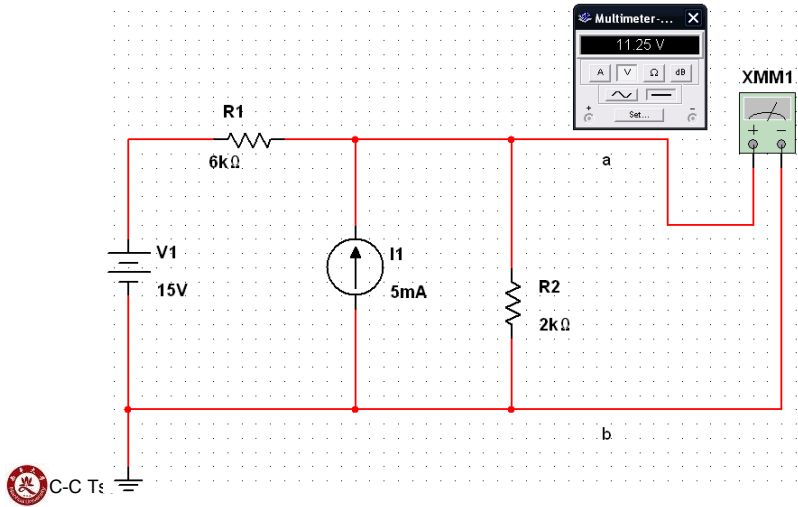 Multimeter-...
11.25 V
A V Ω dB
+ Set... -
XMM1
+ -
R1
6kΩ
a
V1
15V
I1
5mA
R2
2kΩ
b
C-C Ts